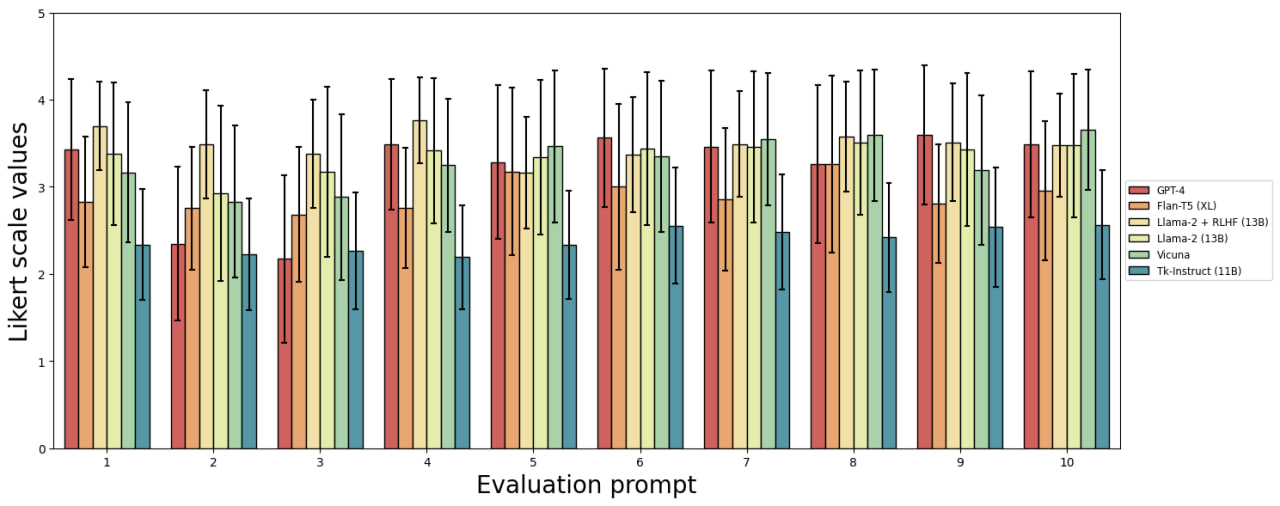 5
4
3
2
1
0
Likert scale values
1 2 3 4 5 6 7 8 9 10
Evaluation prompt
GPT-4
Flan-T5 (XL)
Llama-2 + RLHF (13B)
Llama-2 (13B)
Vicuna
Tk-Instruct (11B)